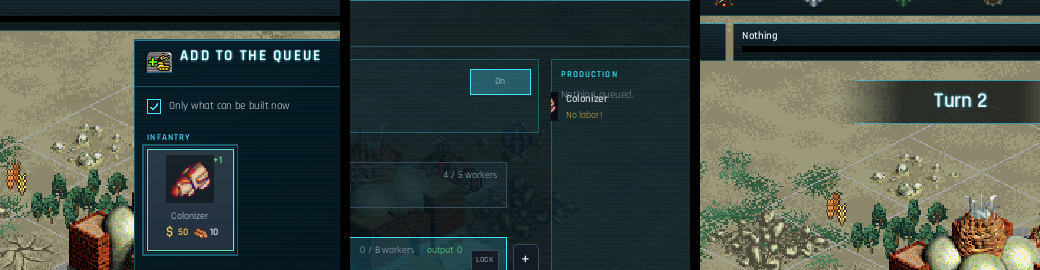 ADD TO THE QUEUE
Only what can be built now
INFANTRY
+1
Colonizer
$ 50 10
On
PRODUCTION
Nothing queued.
Colonizer
No labor!
4 / 5 workers
0 / 8 workers output 0
LOCK
+
Nothing
Turn 2